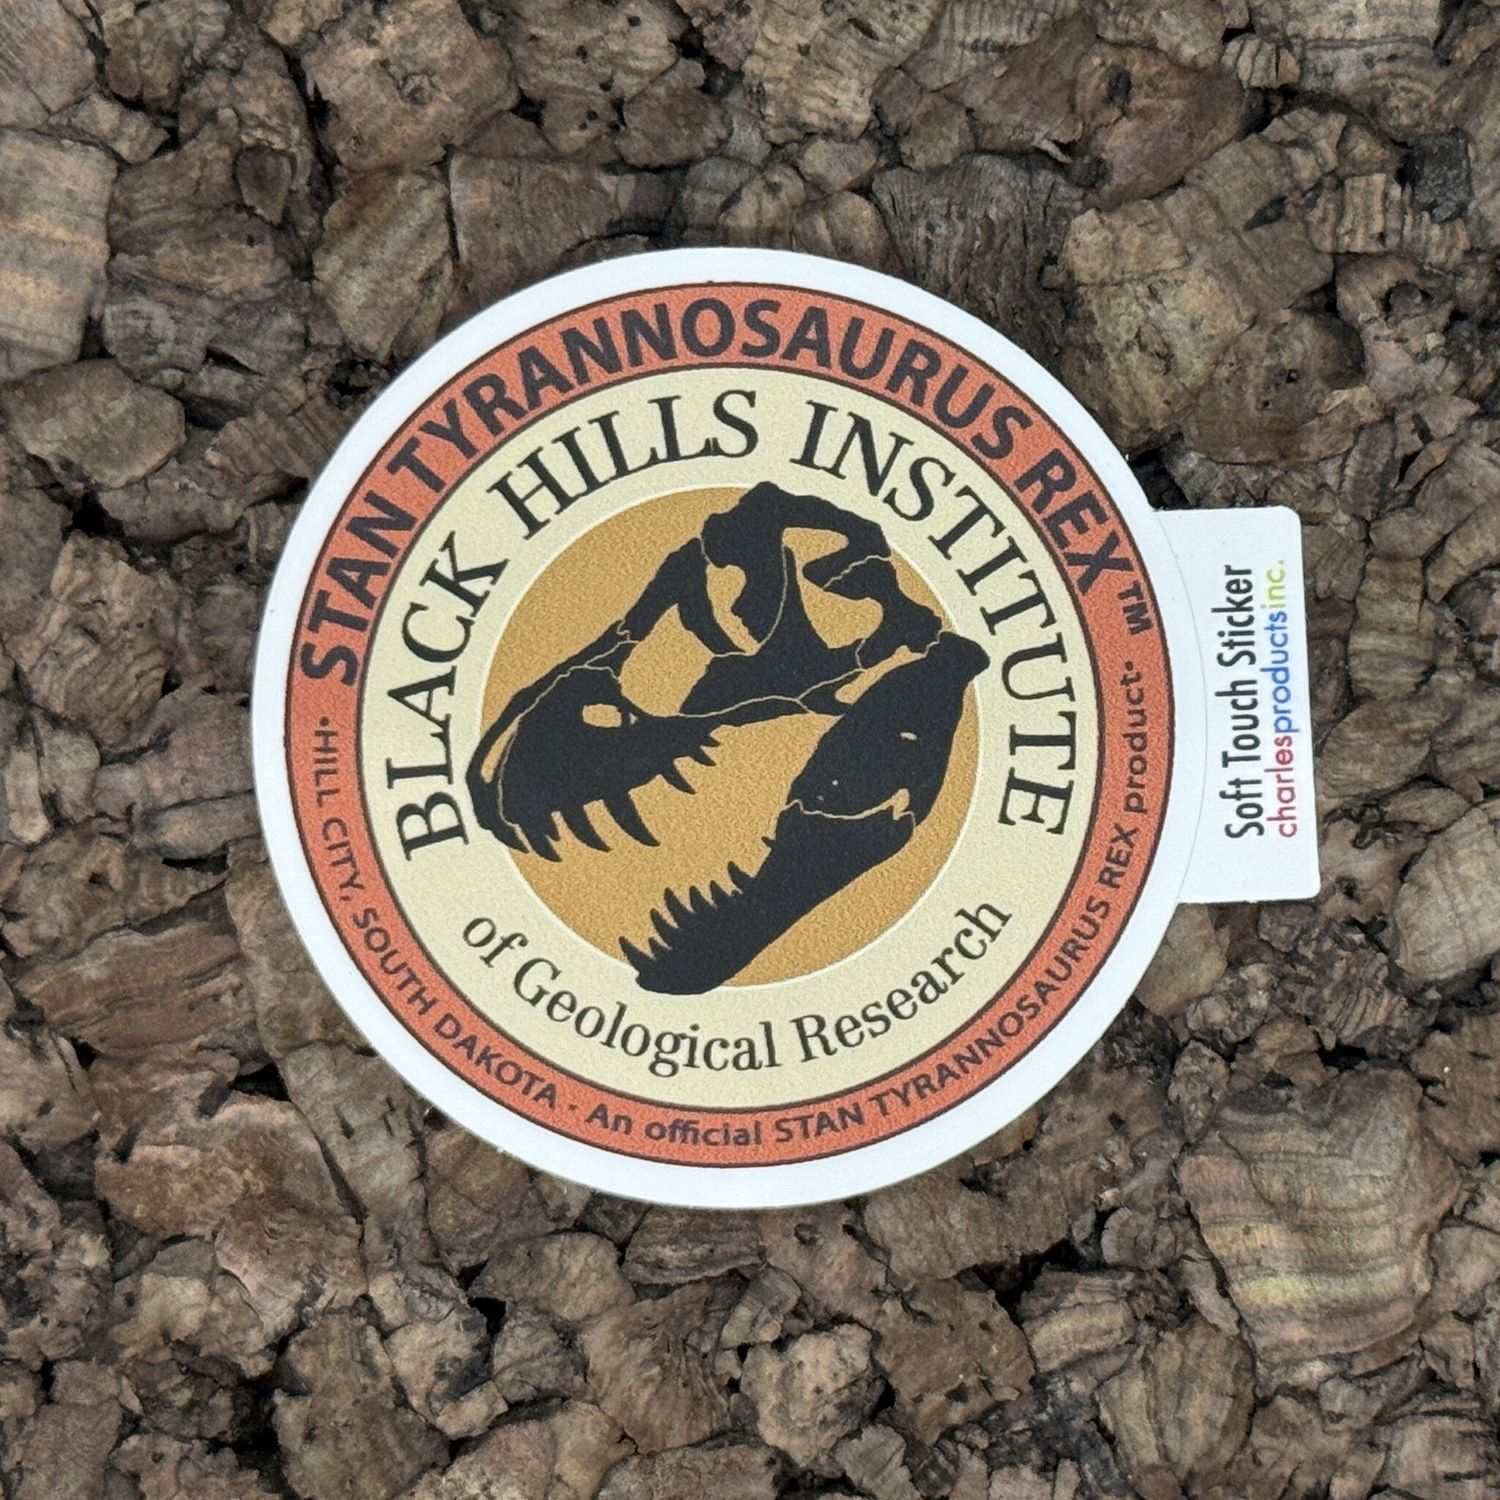 STAN TYRANNOSAURUS REX™
BLACK HILLS INSTITUTE
of Geological Research
•HILL CITY, SOUTH DAKOTA - An official STAN TYRANNOSAURUS REX product•
Soft Touch Sticker
charlesproductsinc.